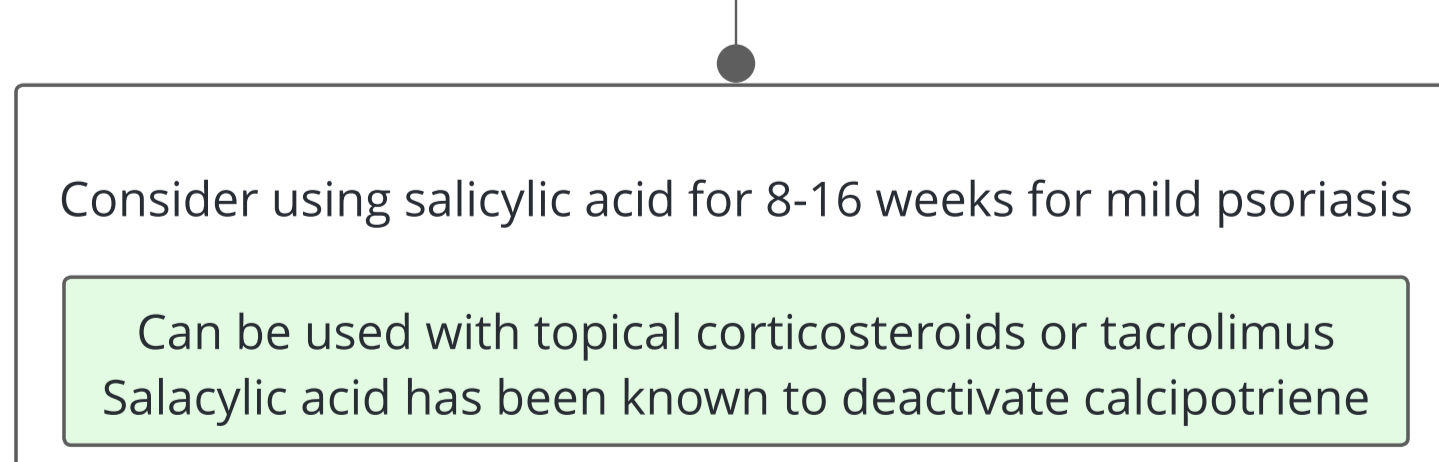 Consider using salicylic acid for 8-16 weeks for mild psoriasis
Can be used with topical corticosteroids or tacrolimus
Salacylic acid has been known to deactivate calcipotriene